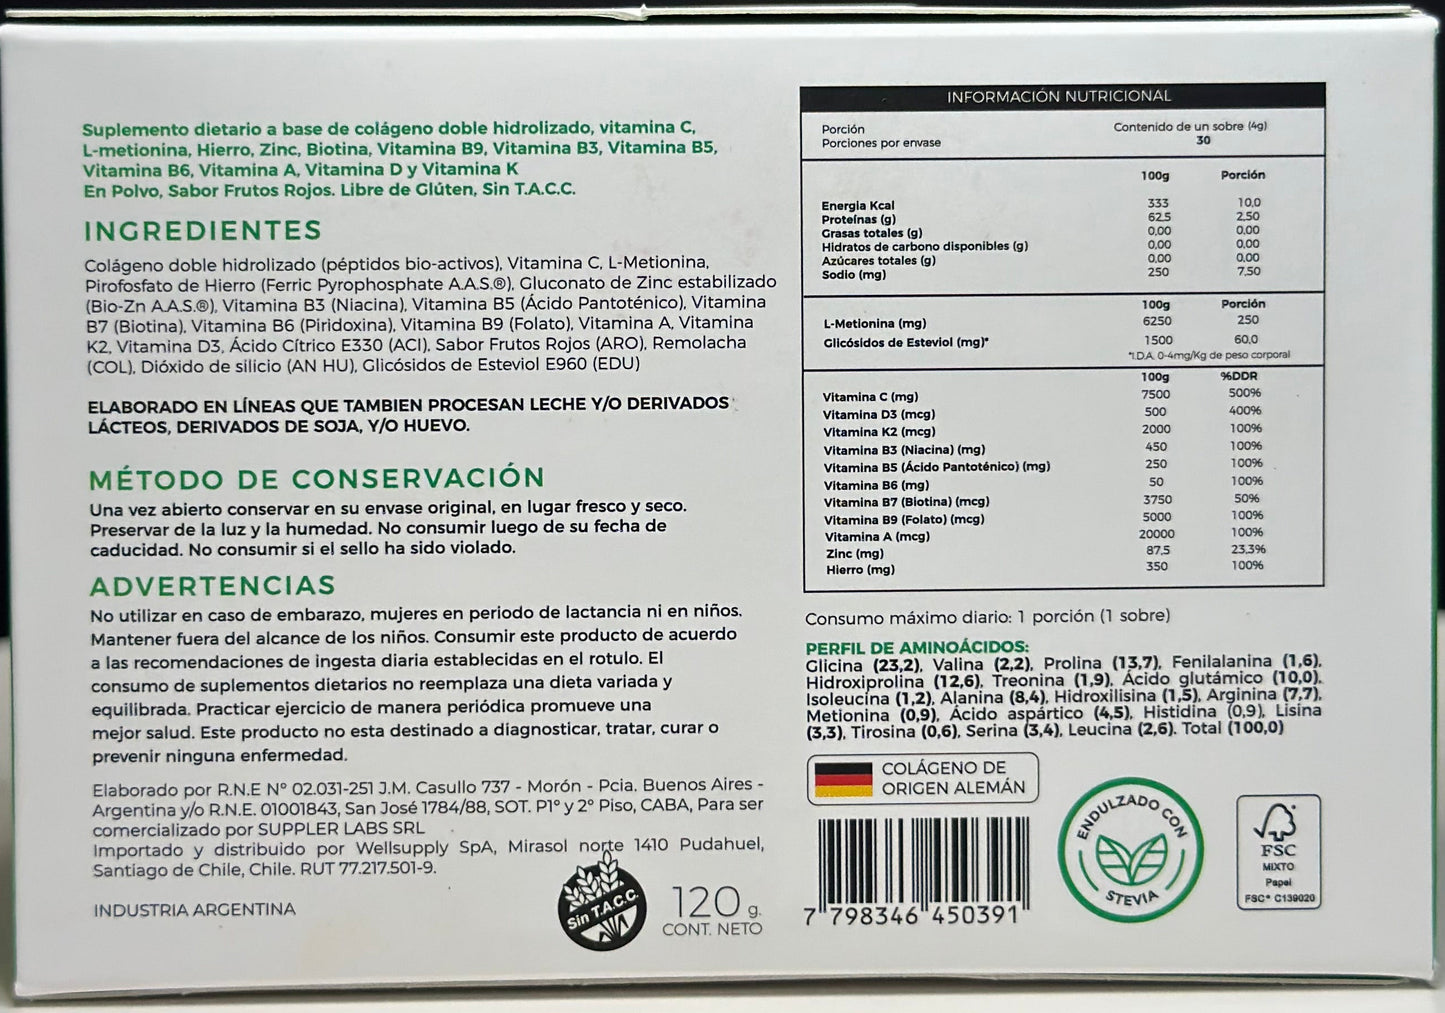 Suplemento dietario a base de colágeno doble hidrolizado, vitamina C,
L-metionina, Hierro, Zinc, Biotina, Vitamina B9, Vitamina B3, Vitamina B5,
Vitamina B6, Vitamina A, Vitamina D y Vitamina K
En Polvo, Sabor Frutos Rojos. Libre de Glúten, Sin T.A.C.C.
INGREDIENTES
Colágeno doble hidrolizado (péptidos bio-activos), Vitamina C, L-Metionina,
Pirofosfato de Hierro (Ferric Pyrophosphate A.A.S.®), Gluconato de Zinc estabilizado
(Bio-Zn A.A.S.®), Vitamina B3 (Niacina), Vitamina B5 (Ácido Pantoténico), Vitamina
B7 (Biotina), Vitamina B6 (Piridoxina), Vitamina B9 (Folato), Vitamina A, Vitamina
K2, Vitamina D3, Ácido Cítrico E330 (ACI), Sabor Frutos Rojos (ARO), Remolacha
(COL), Dióxido de silicio (AN HU), Glicósidos de Esteviol E960 (EDU)
ELABORADO EN LÍNEAS QUE TAMBIEN PROCESAN LECHE Y/O DERIVADOS
LÁCTEOS, DERIVADOS DE SOJA, Y/O HUEVO.
MÉTODO DE CONSERVACIÓN
Una vez abierto conservar en su envase original, en lugar fresco y seco.
Preservar de la luz y la humedad. No consumir luego de su fecha de
caducidad. No consumir si el sello ha sido violado.
ADVERTENCIAS
No utilizar en caso de embarazo, mujeres en periodo de lactancia ni en niños.
Mantener fuera del alcance de los niños. Consumir este producto de acuerdo
a las recomendaciones de ingesta diaria establecidas en el rotulo. El
consumo de suplementos dietarios no reemplaza una dieta variada y
equilibrada. Practicar ejercicio de manera periódica promueve una
mejor salud. Este producto no esta destinado a diagnosticar, tratar, curar o
prevenir ninguna enfermedad.
Elaborado por R.N.E N° 02.031-251 J.M. Casullo 737 - Morón - Pcia. Buenos Aires -
Argentina y/o R.N.E. 01001843, San José 1784/88, SOT. P1° y 2° Piso, CABA, Para ser
comercializado por SUPPLER LABS SRL
Importado y distribuido por Wellsupply SpA, Mirasol norte 1410 Pudahuel,
Santiago de Chile, Chile. RUT 77.217.501-9.
INDUSTRIA ARGENTINA
Sin T.A.C.C.
120 g.
CONT. NETO
INFORMACIÓN NUTRICIONAL
Porción Contenido de un sobre (4g)
Porciones por envase 30
100g Porción
Energia Kcal 333 10,0
Proteínas (g) 62,5 2,50
Grasas totales (g) 0,00 0,00
Hidratos de carbono disponibles (g) 0,00 0,00
Azúcares totales (g) 0,00 0,00
Sodio (mg) 250 7,50
100g Porción
L-Metionina (mg) 6250 250
Glicósidos de Esteviol (mg)* 1500 60,0
*I.D.A. 0-4mg/Kg de peso corporal
100g %DDR
Vitamina C (mg) 7500 500%
Vitamina D3 (mcg) 500 400%
Vitamina K2 (mcg) 2000 100%
Vitamina B3 (Niacina) (mg) 450 100%
Vitamina B5 (Ácido Pantoténico) (mg) 250 100%
Vitamina B6 (mg) 50 100%
Vitamina B7 (Biotina) (mcg) 3750 50%
Vitamina B9 (Folato) (mcg) 5000 100%
Vitamina A (mcg) 20000 100%
Zinc (mg) 87,5 23,3%
Hierro (mg) 350 100%
Consumo máximo diario: 1 porción (1 sobre)
PERFIL DE AMINOÁCIDOS:
Glicina (23,2), Valina (2,2), Prolina (13,7), Fenilalanina (1,6),
Hidroxiprolina (12,6), Treonina (1,9), Ácido glutámico (10,0),
Isoleucína (1,2), Alanina (8,4), Hidroxilisina (1,5), Arginina (7,7),
Metionina (0,9), Ácido aspártico (4,5), Histidina (0,9), Lisina
(3,3), Tirosina (0,6), Serina (3,4), Leucina (2,6). Total (100,0)
COLÁGENO DE
ORIGEN ALEMÁN
7 798346 450391
ENDULZADO CON
STEVIA
FSC
MIXTO
Papel
FSC® C139020